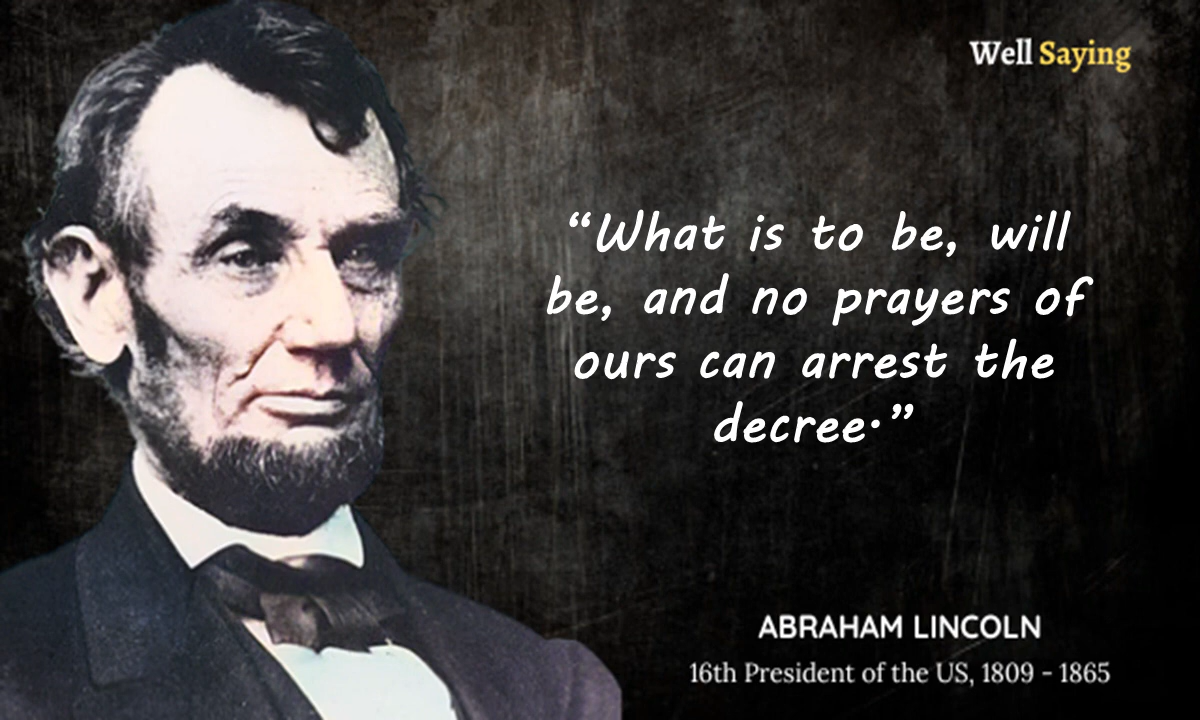 Well Saying
“What is to be, will
be, and no prayers of
ours can arrest the
decree.”
ABRAHAM LINCOLN
16th President of the US, 1809 - 1865